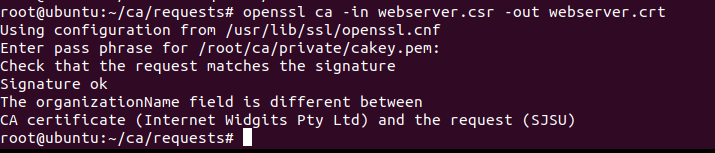 root@ubuntu:~/ca/requests# openssl ca -in webserver.csr -out webserver.crt
Using configuration from /usr/lib/ssl/openssl.cnf
Enter pass phrase for /root/ca/private/cakey.pem:
Check that the request matches the signature
Signature ok
The organizationName field is different between
CA certificate (Internet Widgits Pty Ltd) and the request (SJSU)
root@ubuntu:~/ca/requests#